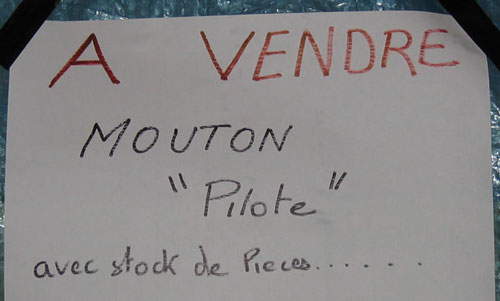 A VENDRE
MOUTON
"Pilote"
avec stock de Pieces.......